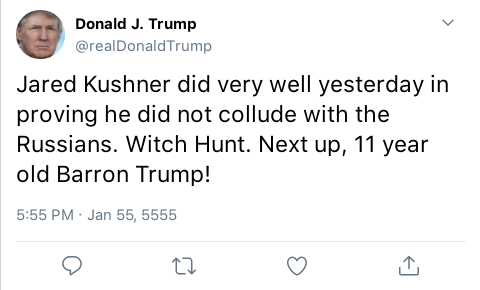 Donald J. Trump
@realDonaldTrump
Jared Kushner did very well yesterday in
proving he did not collude with the
Russians. Witch Hunt. Next up, 11 year
old Barron Trump!
5:55 PM · Jan 55, 5555